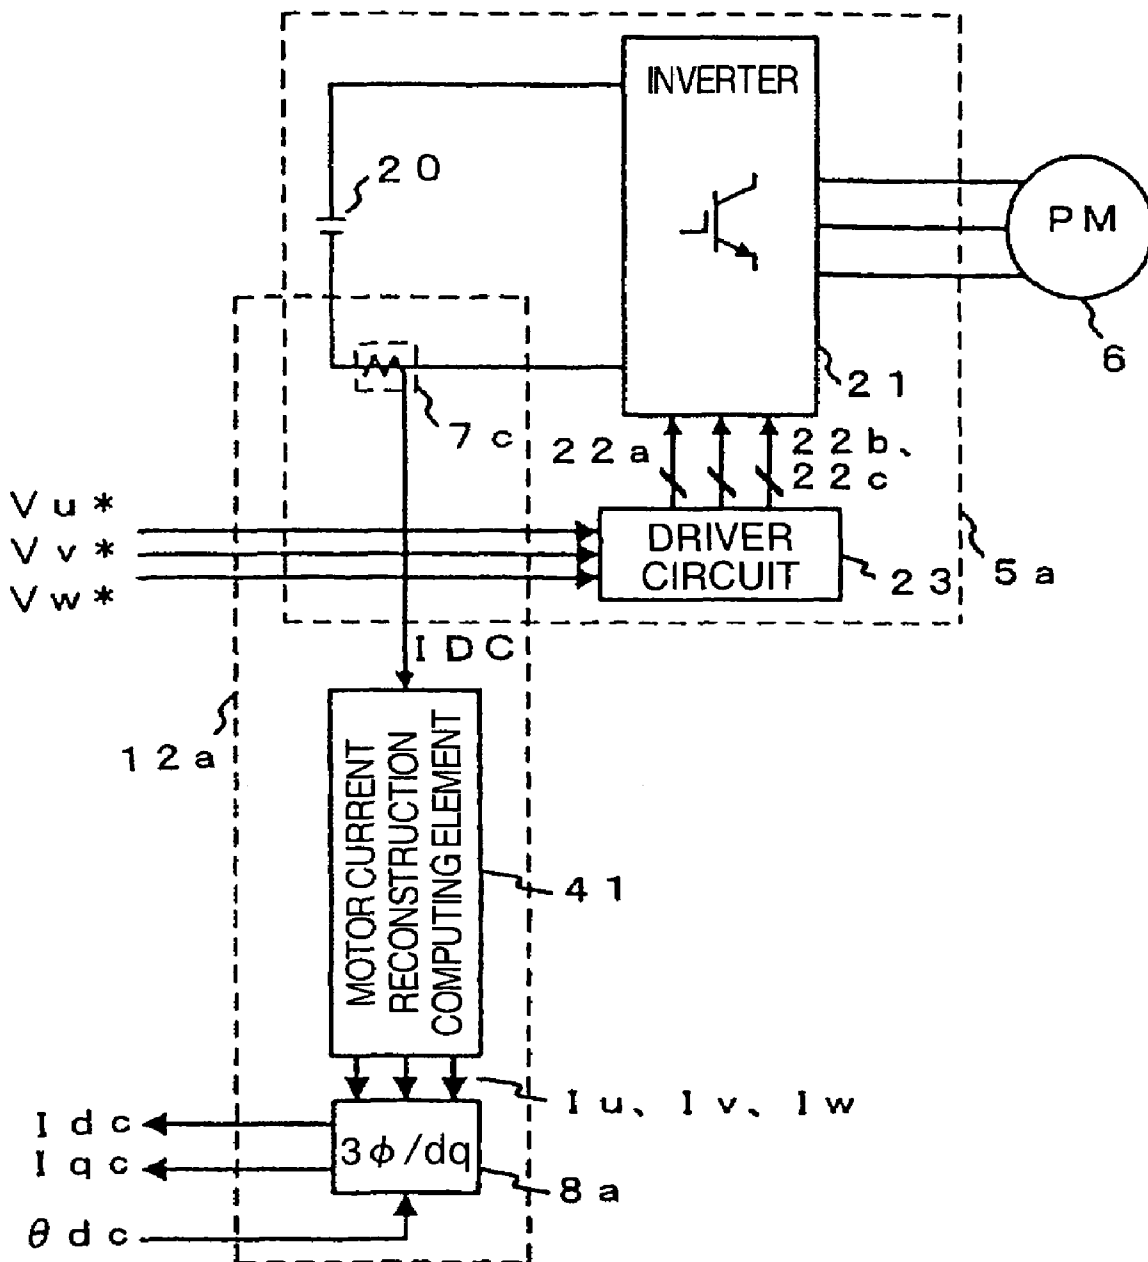 INVERTER
20
PM
6
21
7c
22a
22b、
22c
Vu*
Vv*
Vw*
DRIVER
CIRCUIT
23
5a
IDC
12a
MOTOR CURRENT
RECONSTRUCTION
COMPUTING ELEMENT
41
Iu、Iv、Iw
Idc
Iqc
3φ/dq
8a
θdc